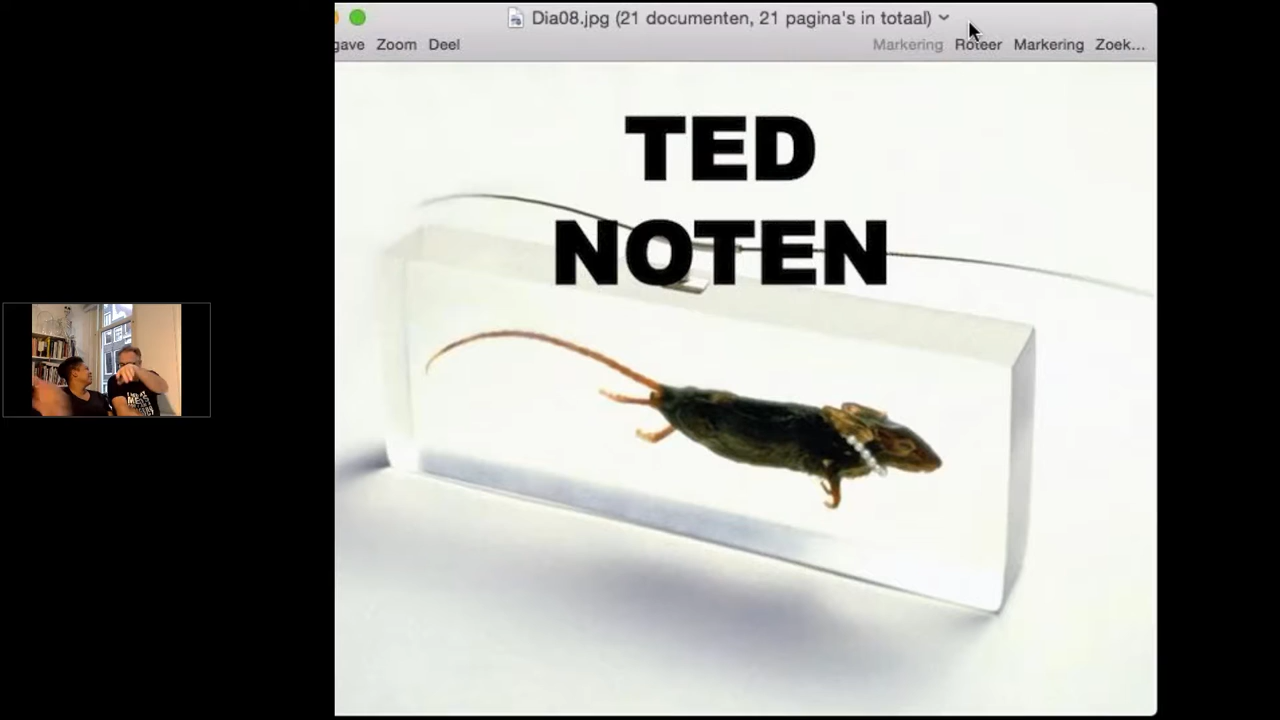 Dia08.jpg (21 documenten, 21 pagina's in totaal)
gave Zoom Deel Markering Roteer Markering Zoek...
TED
NOTEN